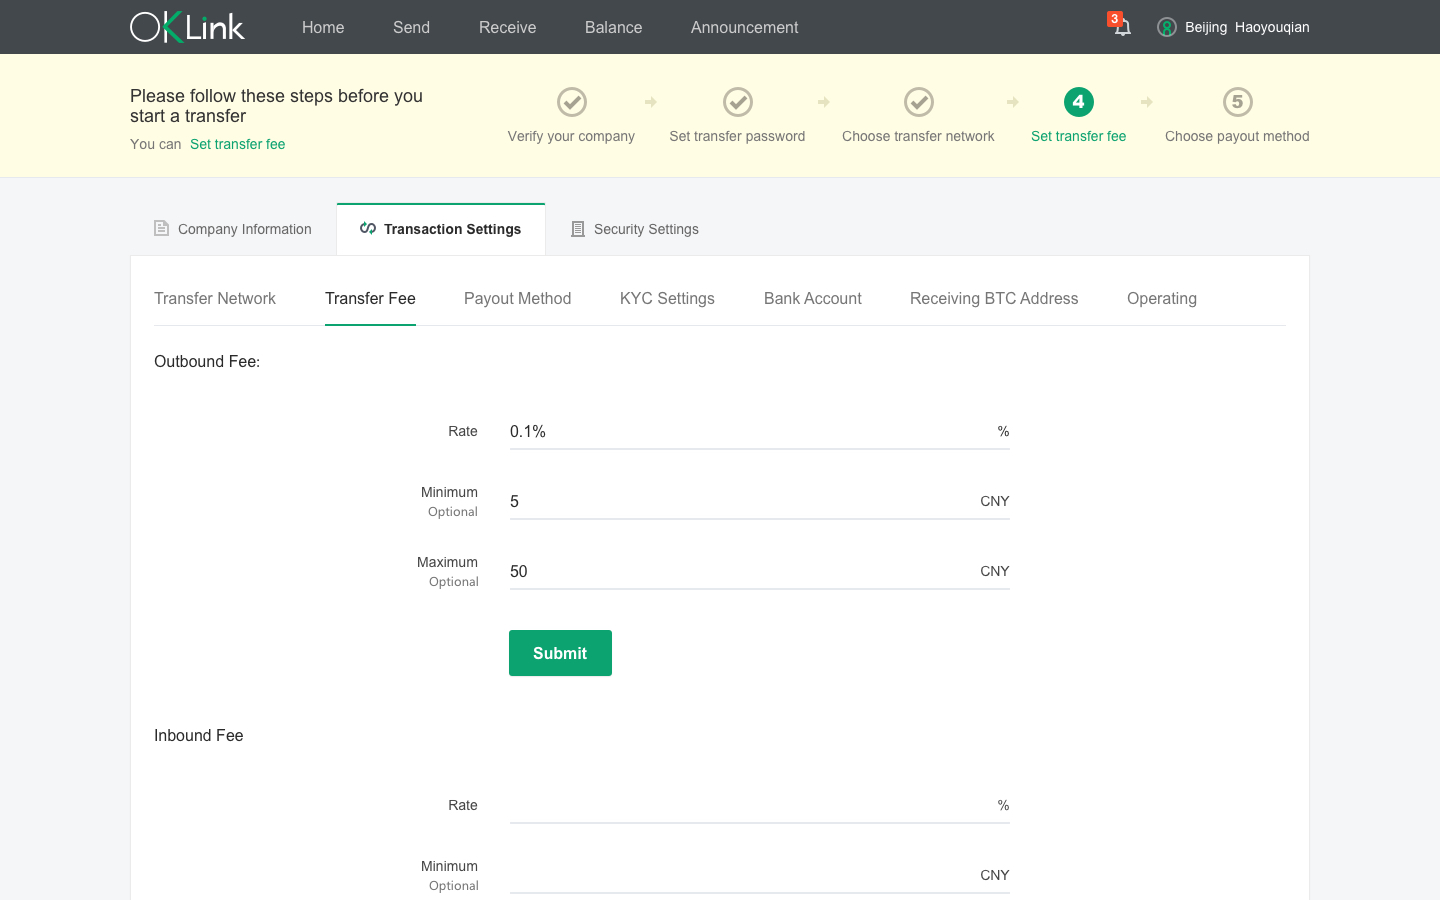 OKLink Home Send Receive Balance Announcement 3 Beijing Haoyouqian
Please follow these steps before you
start a transfer
You can Set transfer fee
4 5
Verify your company Set transfer password Choose transfer network Set transfer fee Choose payout method
Company Information Transaction Settings Security Settings
Transfer Network Transfer Fee Payout Method KYC Settings Bank Account Receiving BTC Address Operating
Outbound Fee:
Rate 0.1% %
Minimum
Optional
5 CNY
Maximum
Optional
50 CNY
Submit
Inbound Fee
Rate %
Minimum
Optional
CNY